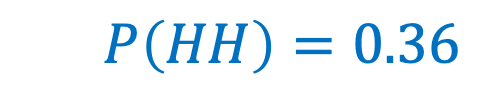 P(HH) = 0.36